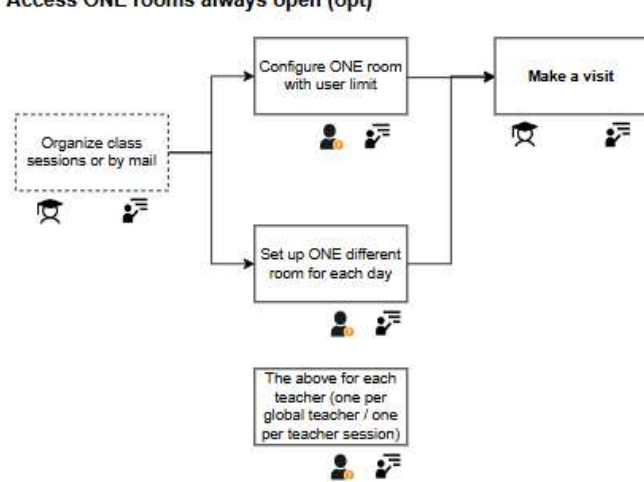 Access ONE rooms always open (opt)
Configure ONE room
with user limit
Make a visit
Organize class
sessions or by mail
Set up ONE different
room for each day
The above for each
teacher (one per
global teacher / one
per teacher session)